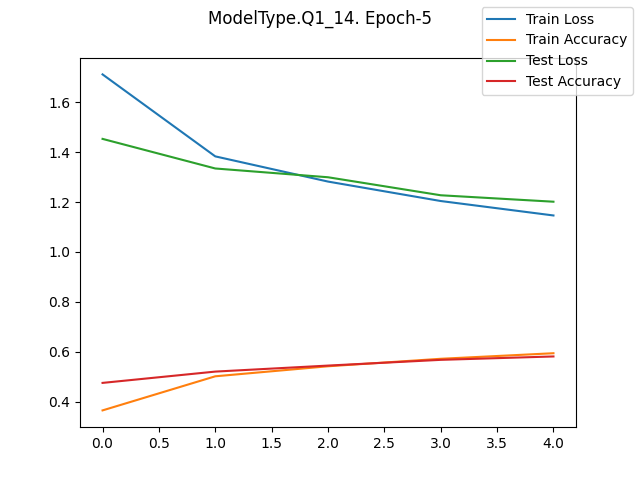 ModelType.Q1_14. Epoch-5
Train Loss
Train Accuracy
Test Loss
Test Accuracy
1.6
1.4
1.2
1.0
0.8
0.6
0.4
0.0 0.5 1.0 1.5 2.0 2.5 3.0 3.5 4.0